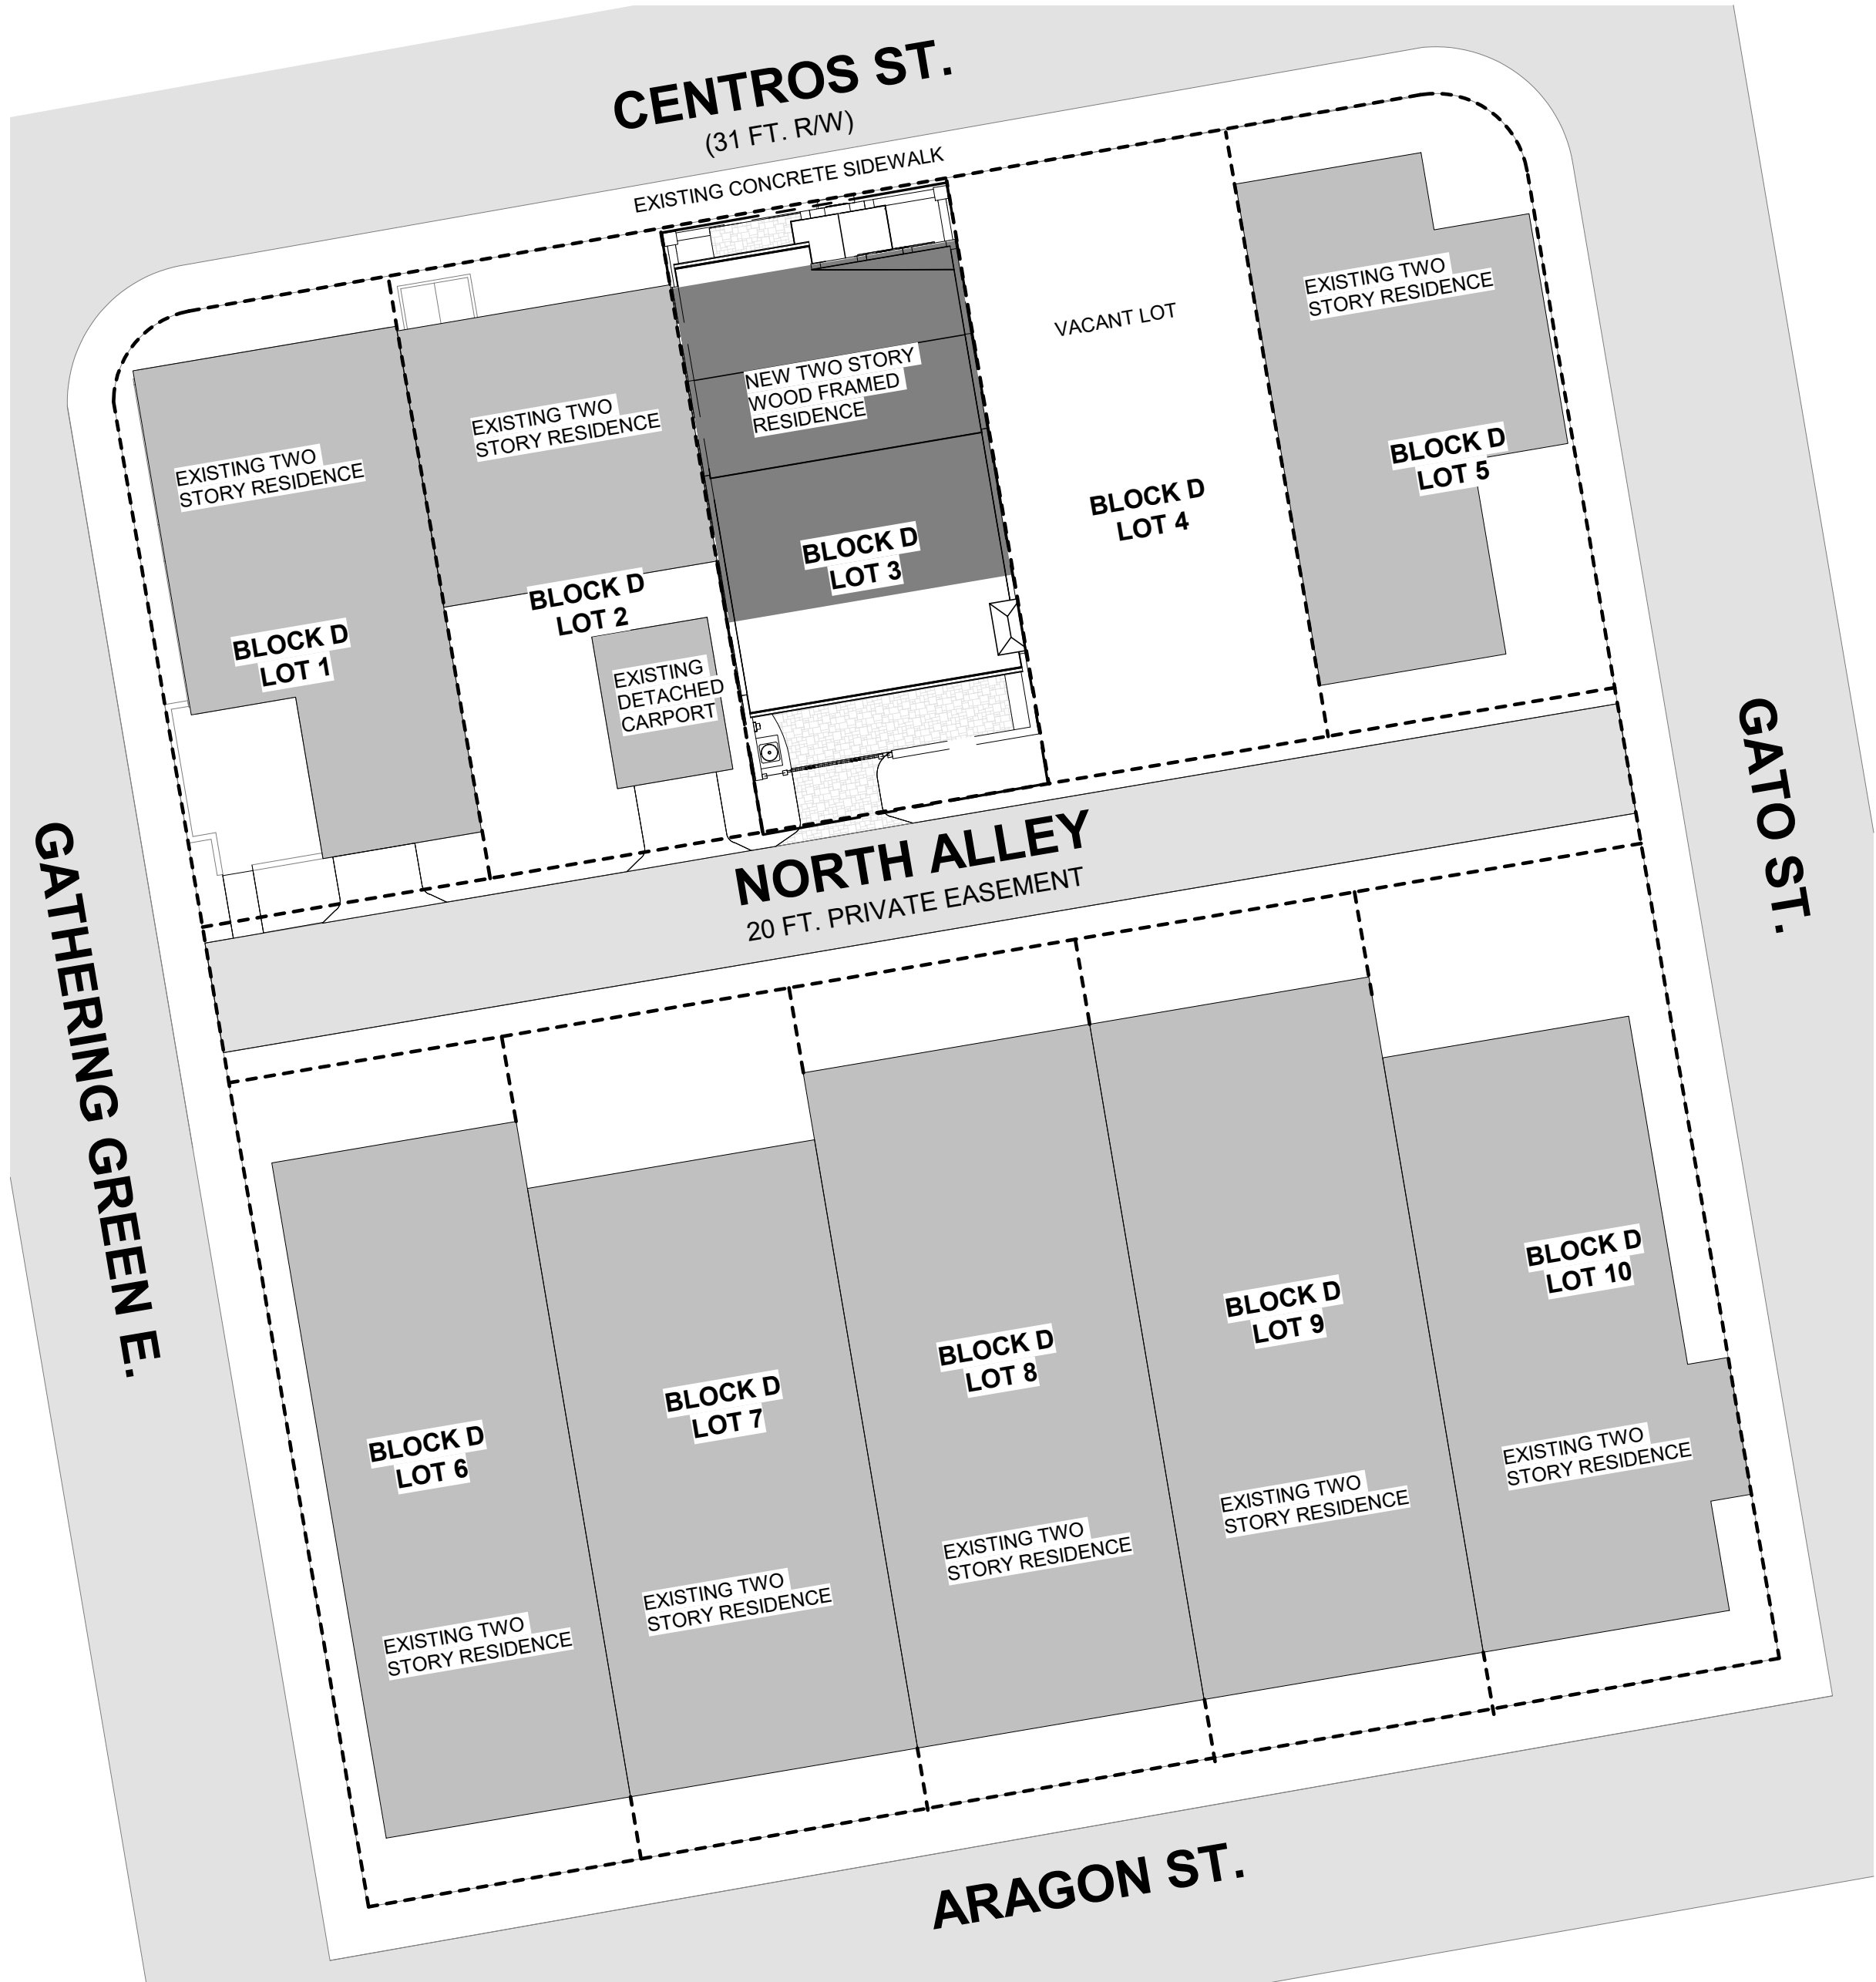 CENTROS ST.
(31 FT. R/W)
EXISTING CONCRETE SIDEWALK
EXISTING TWO
STORY RESIDENCE
BLOCK D
LOT 1
EXISTING TWO
STORY RESIDENCE
BLOCK D
LOT 2
EXISTING
DETACHED
CARPORT
NEW TWO STORY
WOOD FRAMED
RESIDENCE
BLOCK D
LOT 3
VACANT LOT
BLOCK D
LOT 4
EXISTING TWO
STORY RESIDENCE
BLOCK D
LOT 5
GATHERING GREEN E.
GATO ST.
NORTH ALLEY
20 FT. PRIVATE EASEMENT
BLOCK D
LOT 6
EXISTING TWO
STORY RESIDENCE
BLOCK D
LOT 7
EXISTING TWO
STORY RESIDENCE
BLOCK D
LOT 8
EXISTING TWO
STORY RESIDENCE
BLOCK D
LOT 9
EXISTING TWO
STORY RESIDENCE
BLOCK D
LOT 10
EXISTING TWO
STORY RESIDENCE
ARAGON ST.